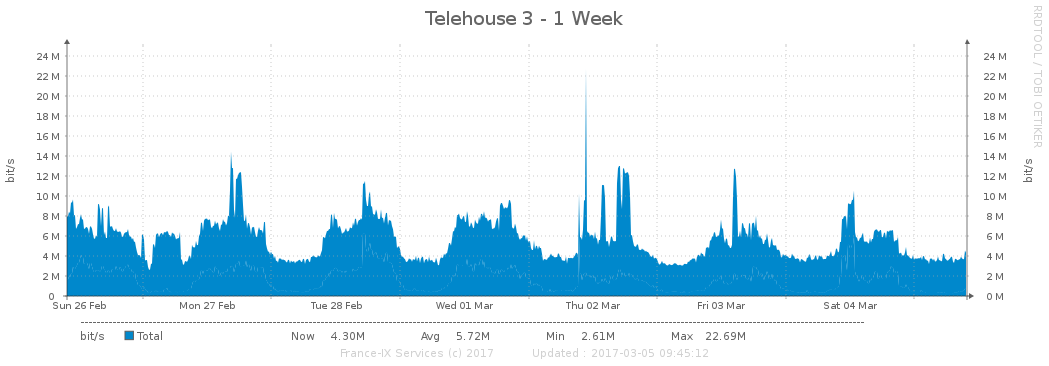 Telehouse 3 - 1 Week
RRDTOOL / TOBI OETIKER
24 M 24 M
22 M 22 M
20 M 20 M
18 M 18 M
16 M 16 M
14 M 14 M
12 M 12 M
10 M 10 M
8 M 8 M
6 M 6 M
4 M 4 M
2 M 2 M
0 0 M
bit/s
bit/s
Sun 26 Feb Mon 27 Feb Tue 28 Feb Wed 01 Mar Thu 02 Mar Fri 03 Mar Sat 04 Mar
bit/s Total Now 4.30M Avg 5.72M Min 2.61M Max 22.69M
France-IX Services (c) 2017 Updated : 2017-03-05 09:45:12